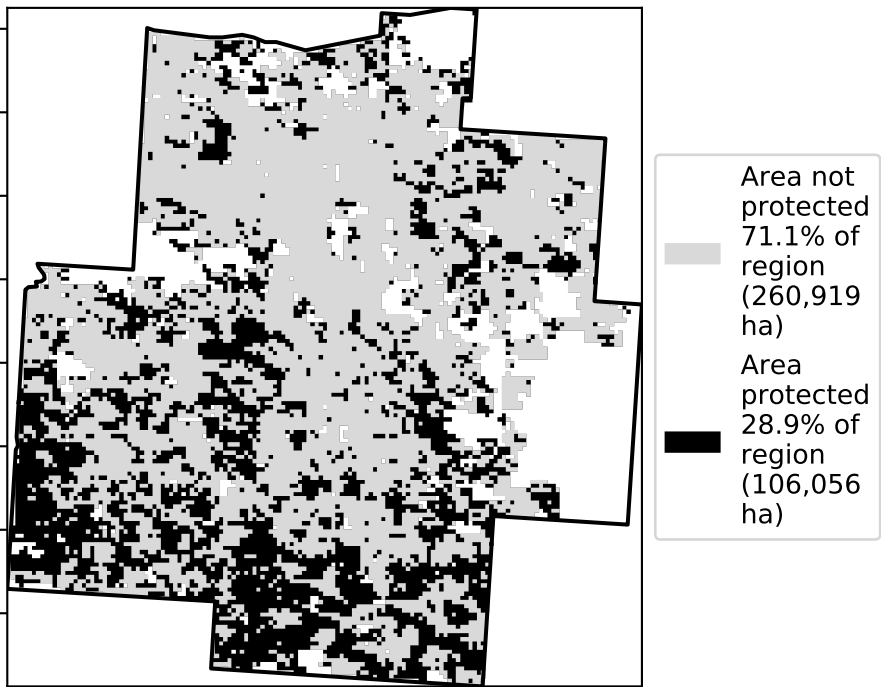 Area not
protected
71.1% of
region
(260,919
ha)
Area
protected
28.9% of
region
(106,056
ha)